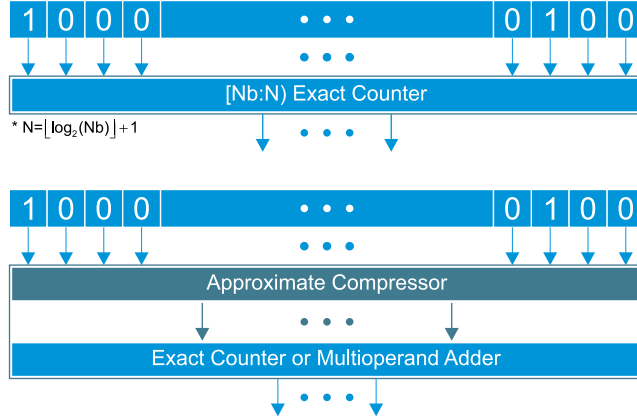 1 0 0 0 • • • 0 1 0 0
• • •
[Nb:N) Exact Counter
* N=⌊log₂(Nb)⌋+1
• • •
1 0 0 0 • • • 0 1 0 0
• • •
Approximate Compressor
• • •
Exact Counter or Multioperand Adder
• • •